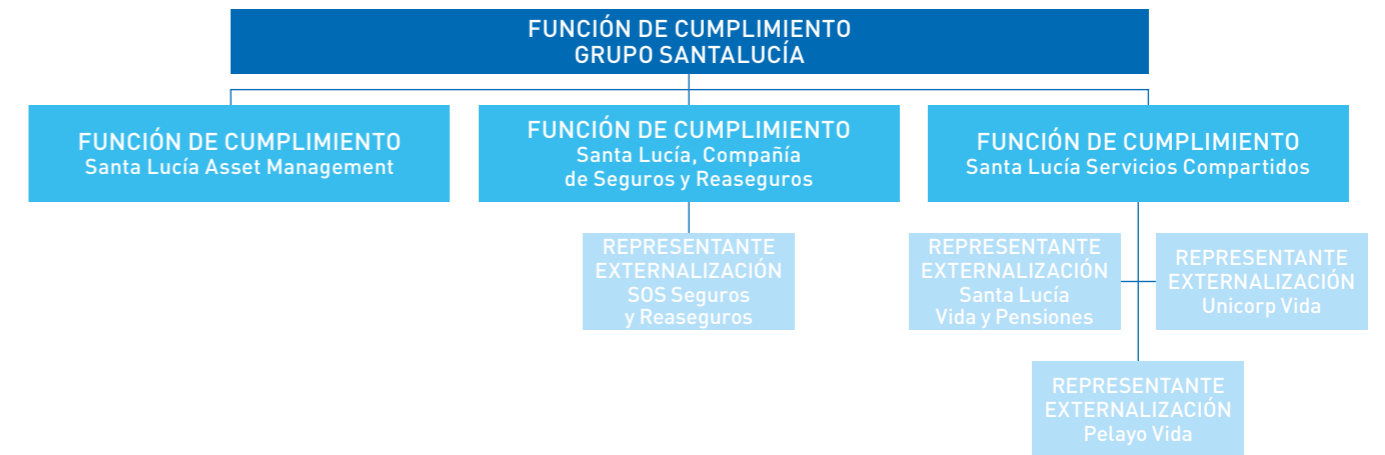 FUNCIÓN DE CUMPLIMIENTO
GRUPO SANTALUCÍA
FUNCIÓN DE CUMPLIMIENTO
Santa Lucía Asset Management
FUNCIÓN DE CUMPLIMIENTO
Santa Lucía, Compañía
de Seguros y Reaseguros
FUNCIÓN DE CUMPLIMIENTO
Santa Lucía Servicios Compartidos
REPRESENTANTE
EXTERNALIZACIÓN
SOS Seguros
y Reaseguros
REPRESENTANTE
EXTERNALIZACIÓN
Santa Lucía
Vida y Pensiones
REPRESENTANTE
EXTERNALIZACIÓN
Unicorp Vida
REPRESENTANTE
EXTERNALIZACIÓN
Pelayo Vida